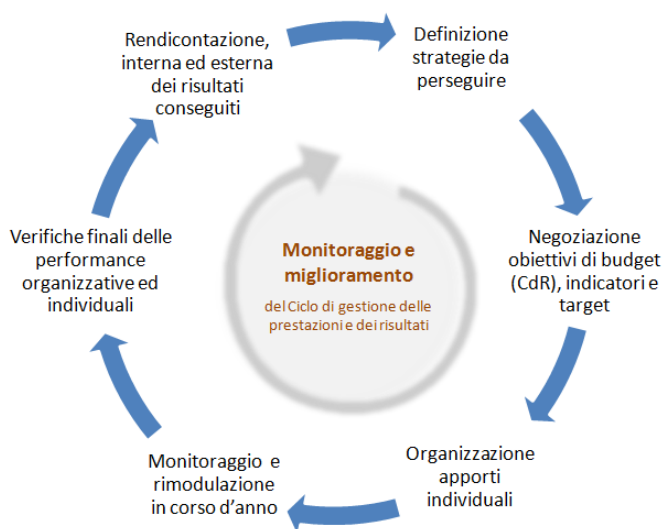 Rendicontazione,
interna ed esterna
dei risultati
conseguiti
Definizione
strategie da
perseguire
Negoziazione
obiettivi di budget
(CdR), indicatori e
target
Organizzazione
apporti
individuali
Monitoraggio e
rimodulazione
in corso d’anno
Verifiche finali delle
performance
organizzative ed
individuali
Monitoraggio e
miglioramento
del Ciclo di gestione delle
prestazioni e dei risultati